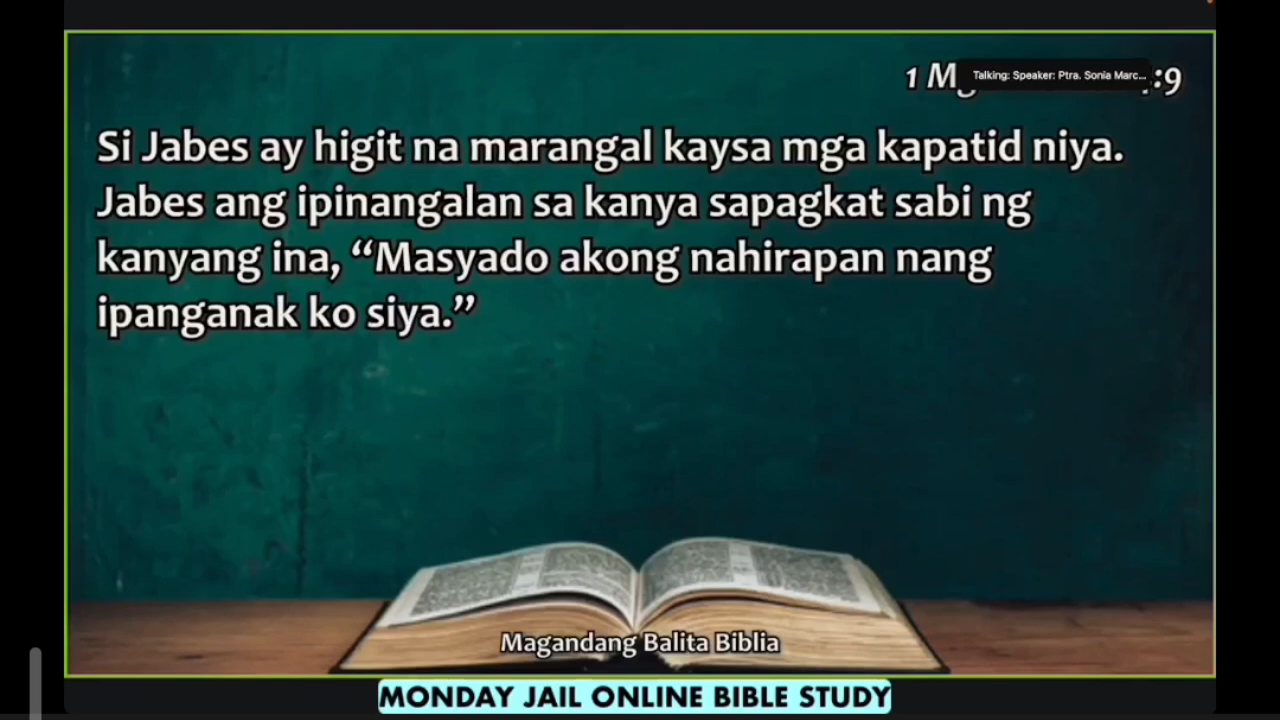 1 M
Talking: Speaker: Ptra. Sonia Marc...
:9
Si Jabes ay higit na marangal kaysa mga kapatid niya.
Jabes ang ipinangalan sa kanya sapagkat sabi ng
kanyang ina, “Masyado akong nahirapan nang
ipanganak ko siya.”
Magandang Balita Biblia
MONDAY JAIL ONLINE BIBLE STUDY